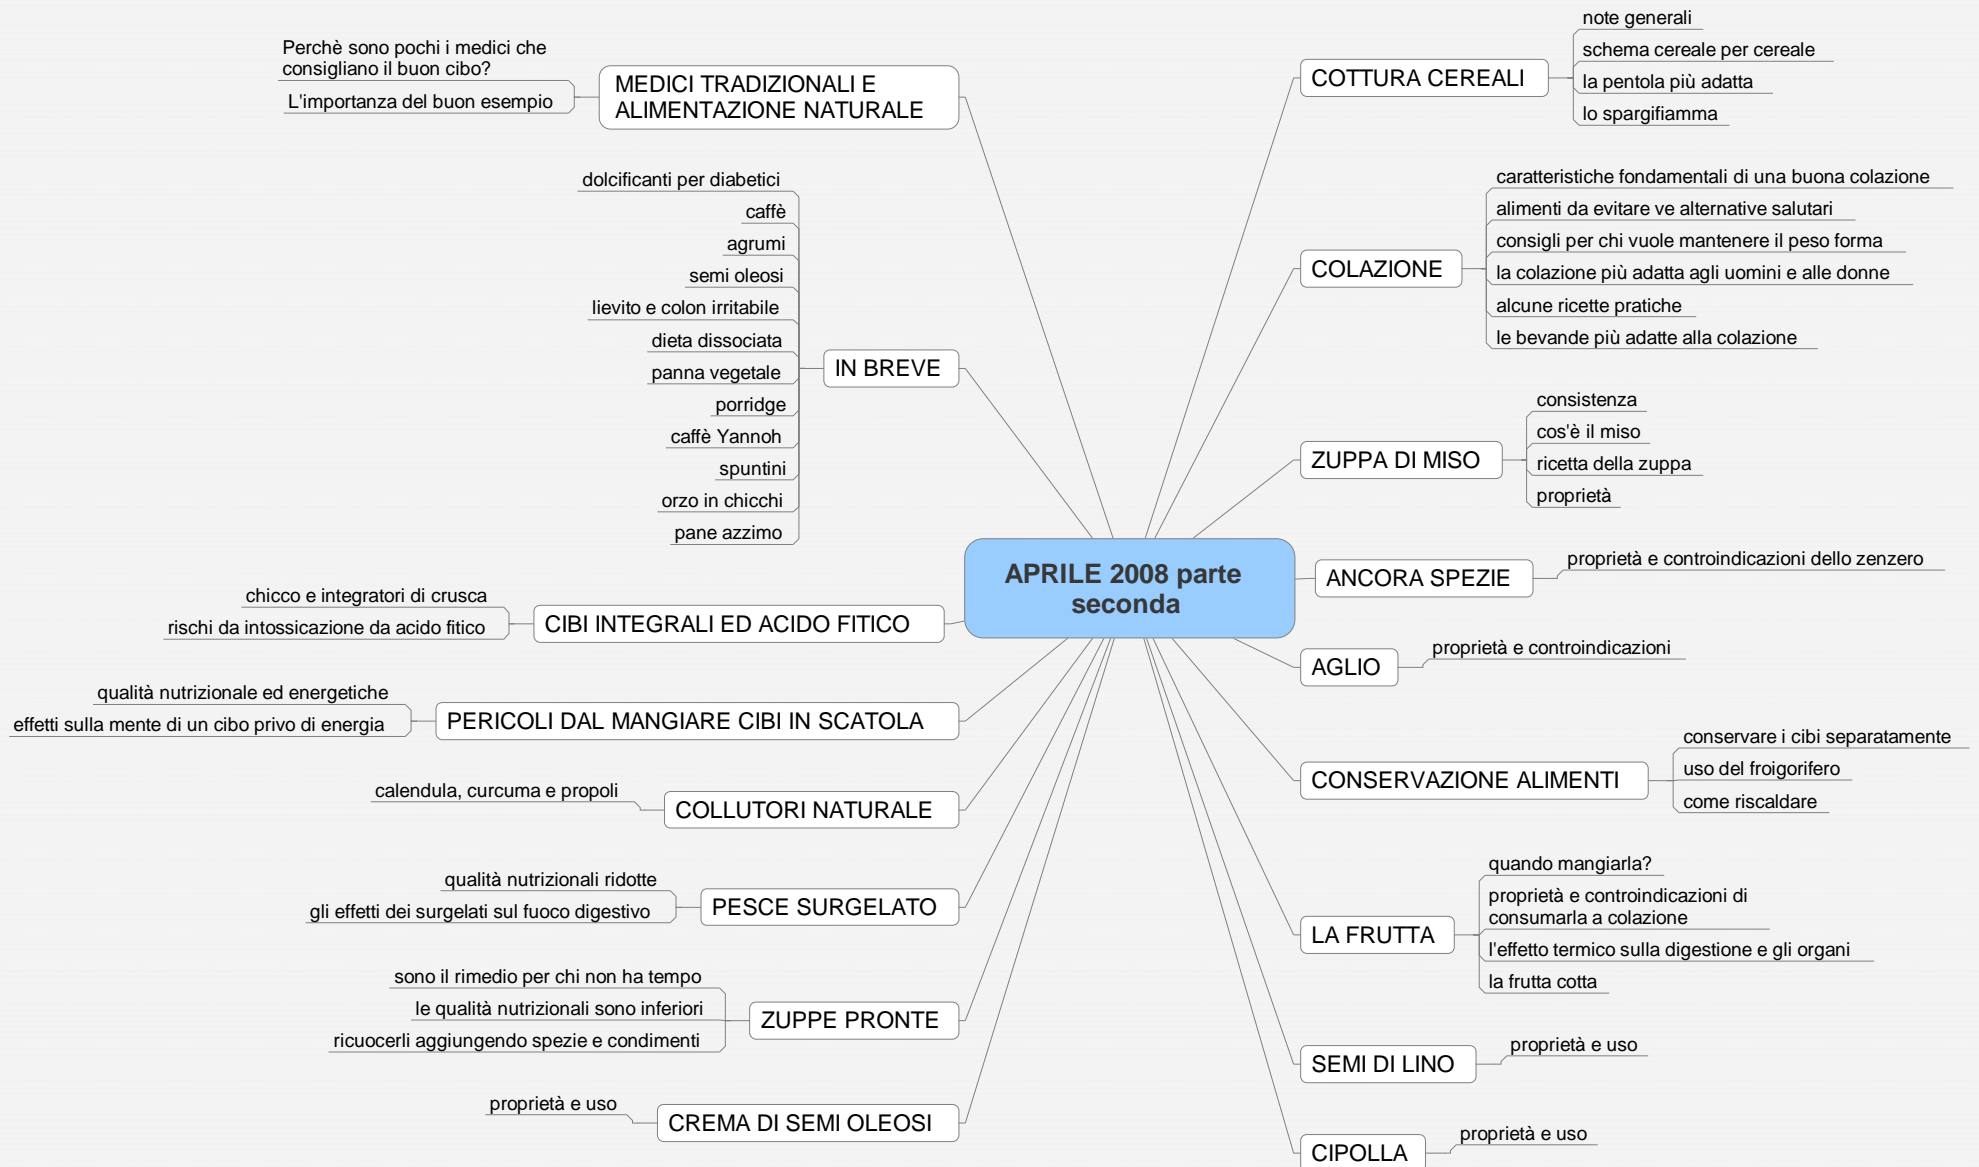 APRILE 2008 parte
seconda
COTTURA CEREALI
note generali
schema cereale per cereale
la pentola più adatta
lo spargifiamma
COLAZIONE
caratteristiche fondamentali di una buona colazione
alimenti da evitare ve alternative salutari
consigli per chi vuole mantenere il peso forma
la colazione più adatta agli uomini e alle donne
alcune ricette pratiche
le bevande più adatte alla colazione
ZUPPA DI MISO
consistenza
cos'è il miso
ricetta della zuppa
proprietà
ANCORA SPEZIE
proprietà e controindicazioni dello zenzero
AGLIO
proprietà e controindicazioni
CONSERVAZIONE ALIMENTI
conservare i cibi separatamente
uso del froigorifero
come riscaldare
LA FRUTTA
quando mangiarla?
proprietà e controindicazioni di
consumarla a colazione
l'effetto termico sulla digestione e gli organi
la frutta cotta
SEMI DI LINO
proprietà e uso
CIPOLLA
proprietà e uso
MEDICI TRADIZIONALI E
ALIMENTAZIONE NATURALE
Perchè sono pochi i medici che
consigliano il buon cibo?
L'importanza del buon esempio
IN BREVE
dolcificanti per diabetici
caffè
agrumi
semi oleosi
lievito e colon irritabile
dieta dissociata
panna vegetale
porridge
caffè Yannoh
spuntini
orzo in chicchi
pane azzimo
CIBI INTEGRALI ED ACIDO FITICO
chicco e integratori di crusca
rischi da intossicazione da acido fitico
PERICOLI DAL MANGIARE CIBI IN SCATOLA
qualità nutrizionale ed energetiche
effetti sulla mente di un cibo privo di energia
COLLUTORI NATURALE
calendula, curcuma e propoli
PESCE SURGELATO
qualità nutrizionali ridotte
gli effetti dei surgelati sul fuoco digestivo
ZUPPE PRONTE
sono il rimedio per chi non ha tempo
le qualità nutrizionali sono inferiori
ricuocerli aggiungendo spezie e condimenti
CREMA DI SEMI OLEOSI
proprietà e uso